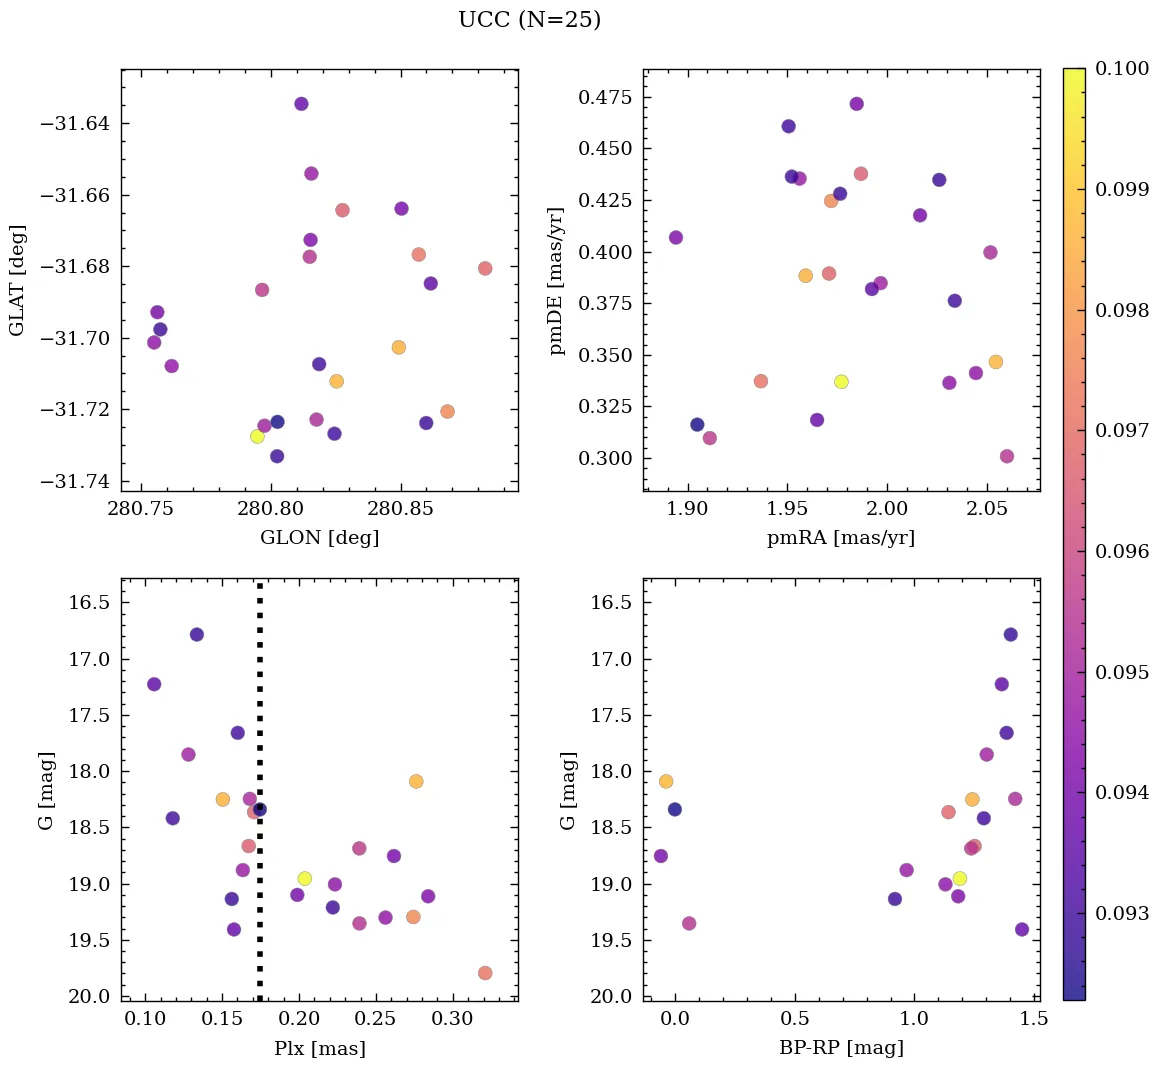 UCC (N=25)
−31.64
−31.66
−31.68
−31.70
−31.72
−31.74
GLAT [deg]
280.75 280.80 280.85
GLON [deg]
0.475
0.450
0.425
0.400
0.375
0.350
0.325
0.300
pmDE [mas/yr]
1.90 1.95 2.00 2.05
pmRA [mas/yr]
16.5
17.0
17.5
18.0
18.5
19.0
19.5
20.0
G [mag]
0.10 0.15 0.20 0.25 0.30
Plx [mas]
16.5
17.0
17.5
18.0
18.5
19.0
19.5
20.0
G [mag]
0.0 0.5 1.0 1.5
BP-RP [mag]
0.100
0.099
0.098
0.097
0.096
0.095
0.094
0.093